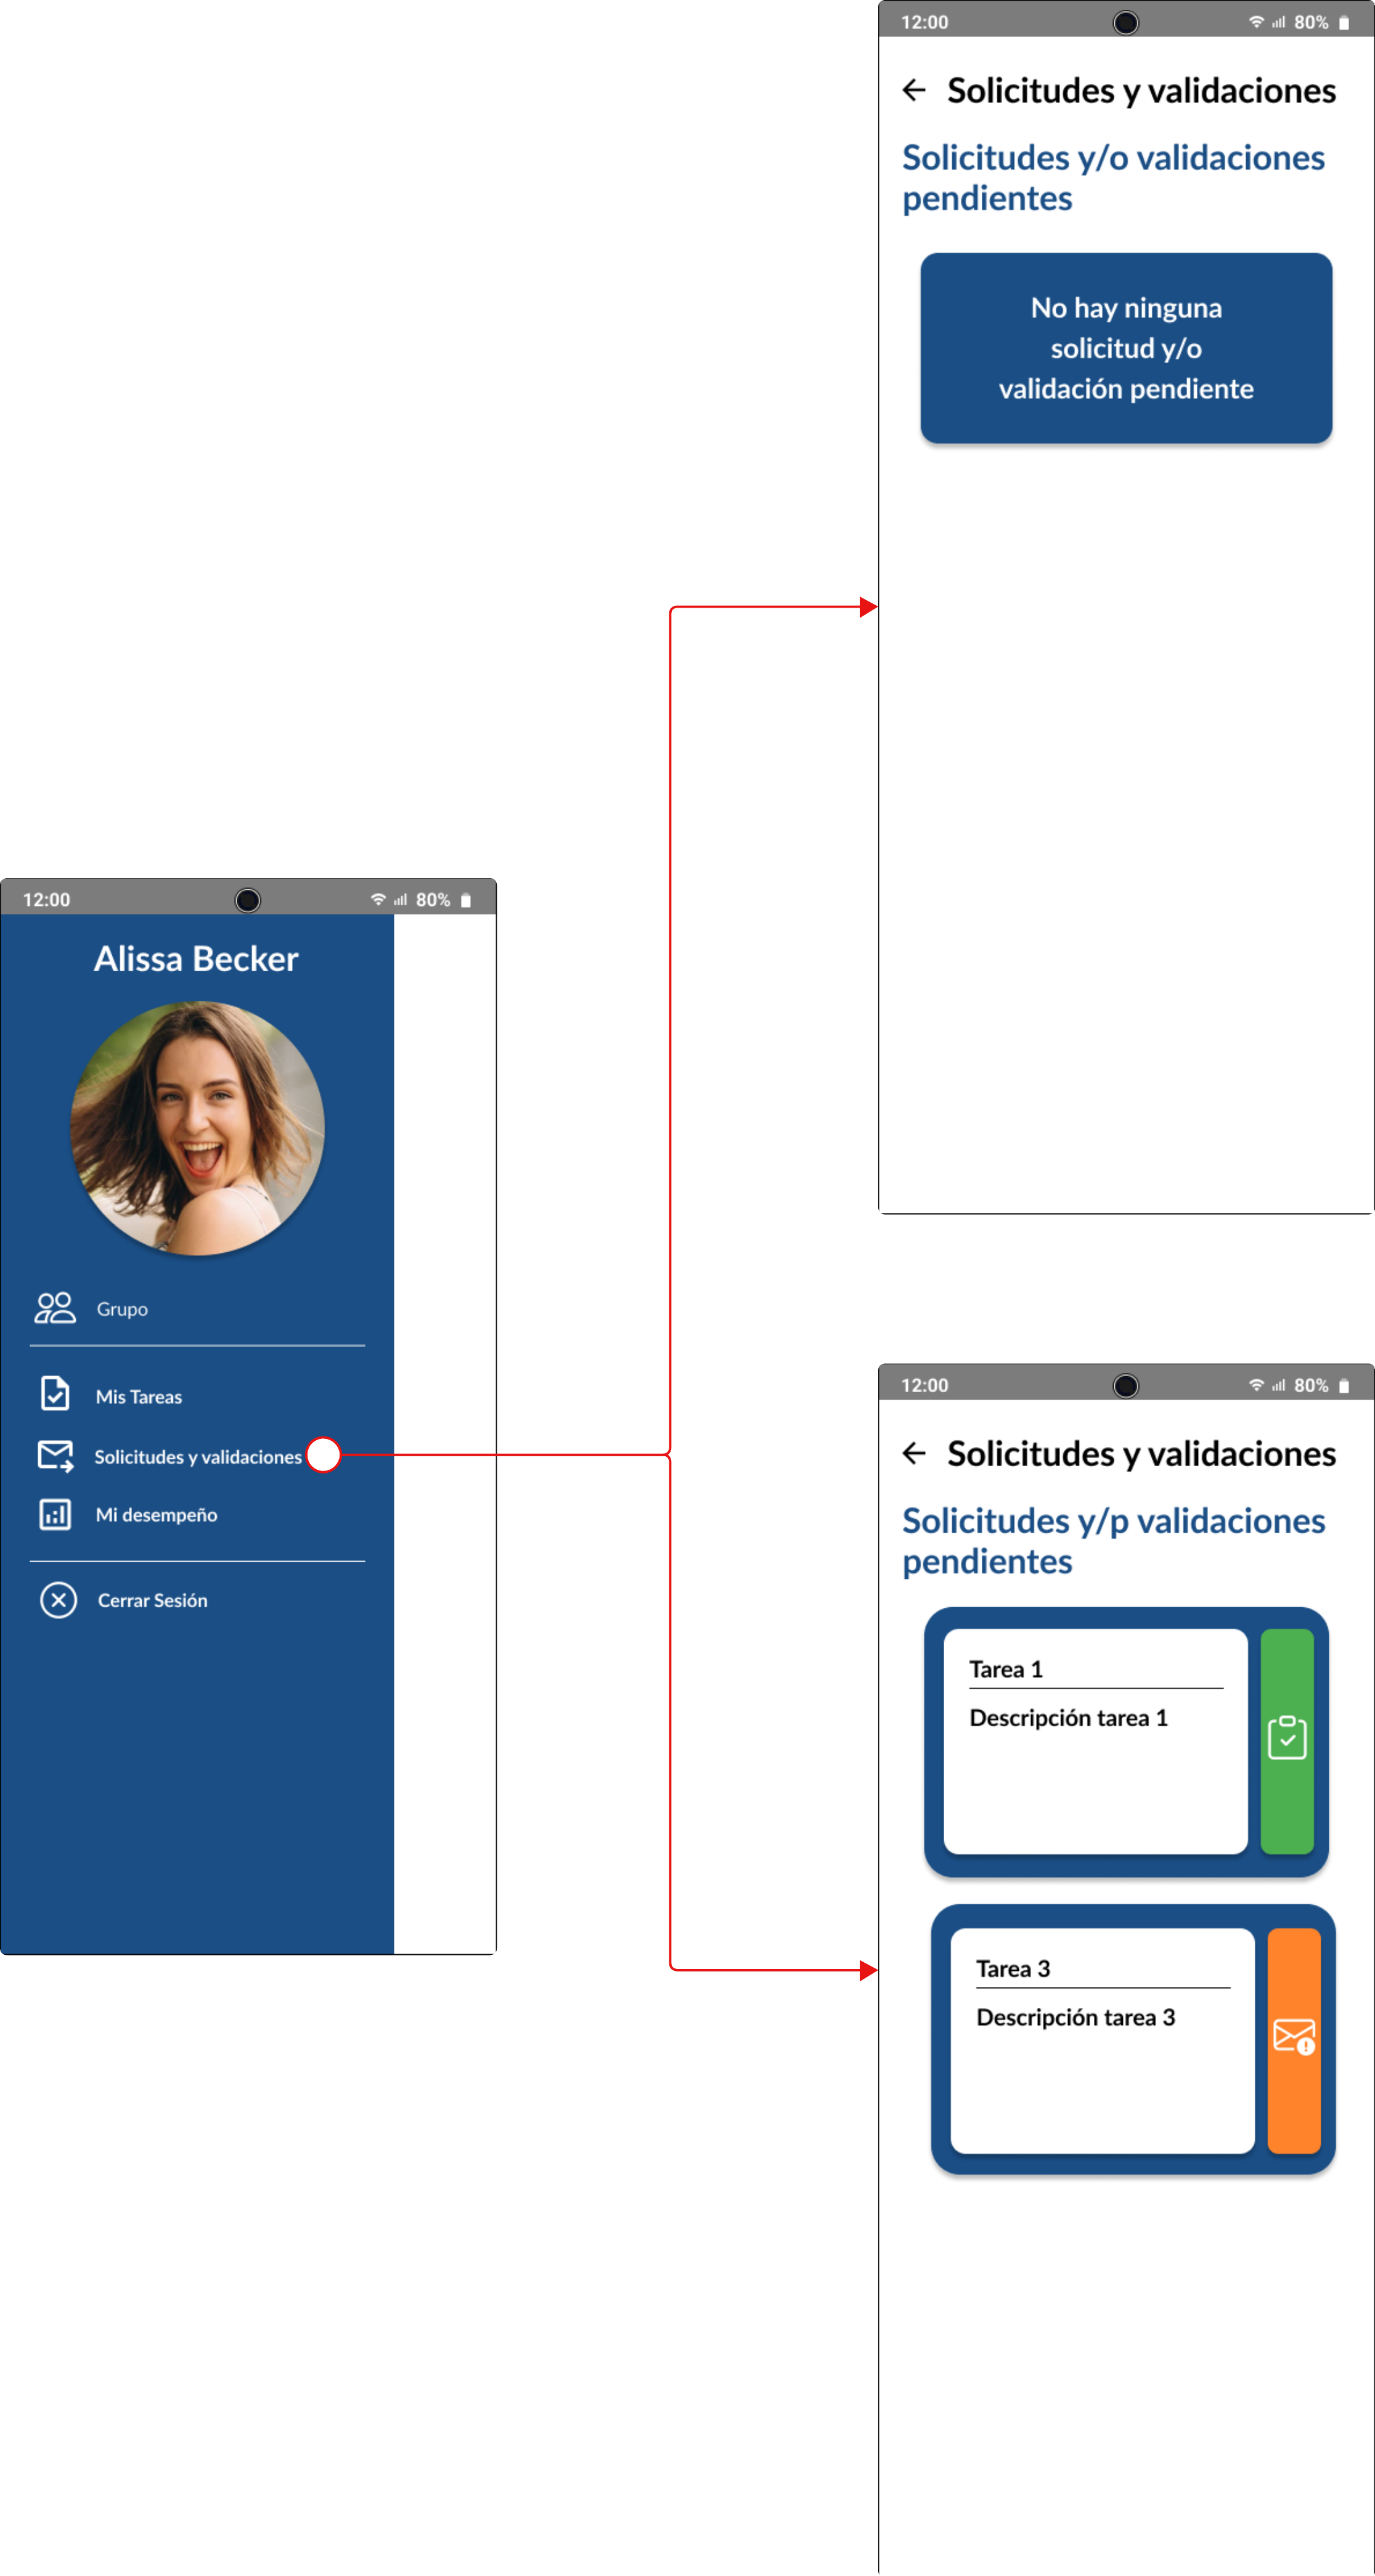 12:00
80%
Solicitudes y validaciones
Solicitudes y/o validaciones
pendientes
No hay ninguna
solicitud y/o
validación pendiente
12:00
80%
Alissa Becker
Grupo
Mis Tareas
Solicitudes y validaciones
Mi desempeño
Cerrar Sesión
12:00
80%
Solicitudes y validaciones
Solicitudes y/p validaciones
pendientes
Tarea 1
Descripción tarea 1
Tarea 3
Descripción tarea 3